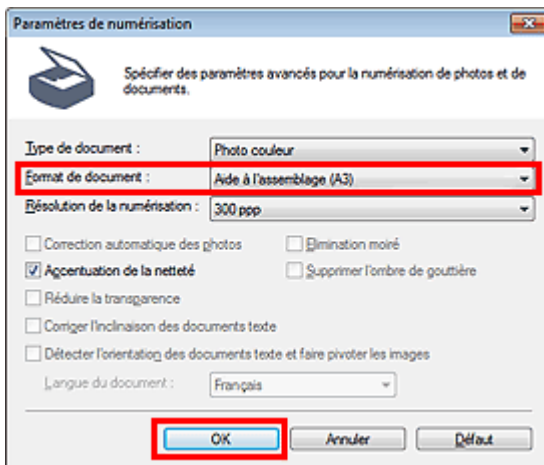 Paramètres de numérisation
Spécifier des paramètres avancés pour la numérisation de photos et de
documents.
Type de document : Photo couleur
Format de document : Aide à l'assemblage (A3)
Résolution de la numérisation : 300 ppp
Correction automatique des photos Élimination moiré
Accentuation de la netteté Supprimer l'ombre de gouttière
Réduire la transparence
Corriger l'inclinaison des documents texte
Détecter l'orientation des documents texte et faire pivoter les images
Langue du document : Français
OK Annuler Défaut